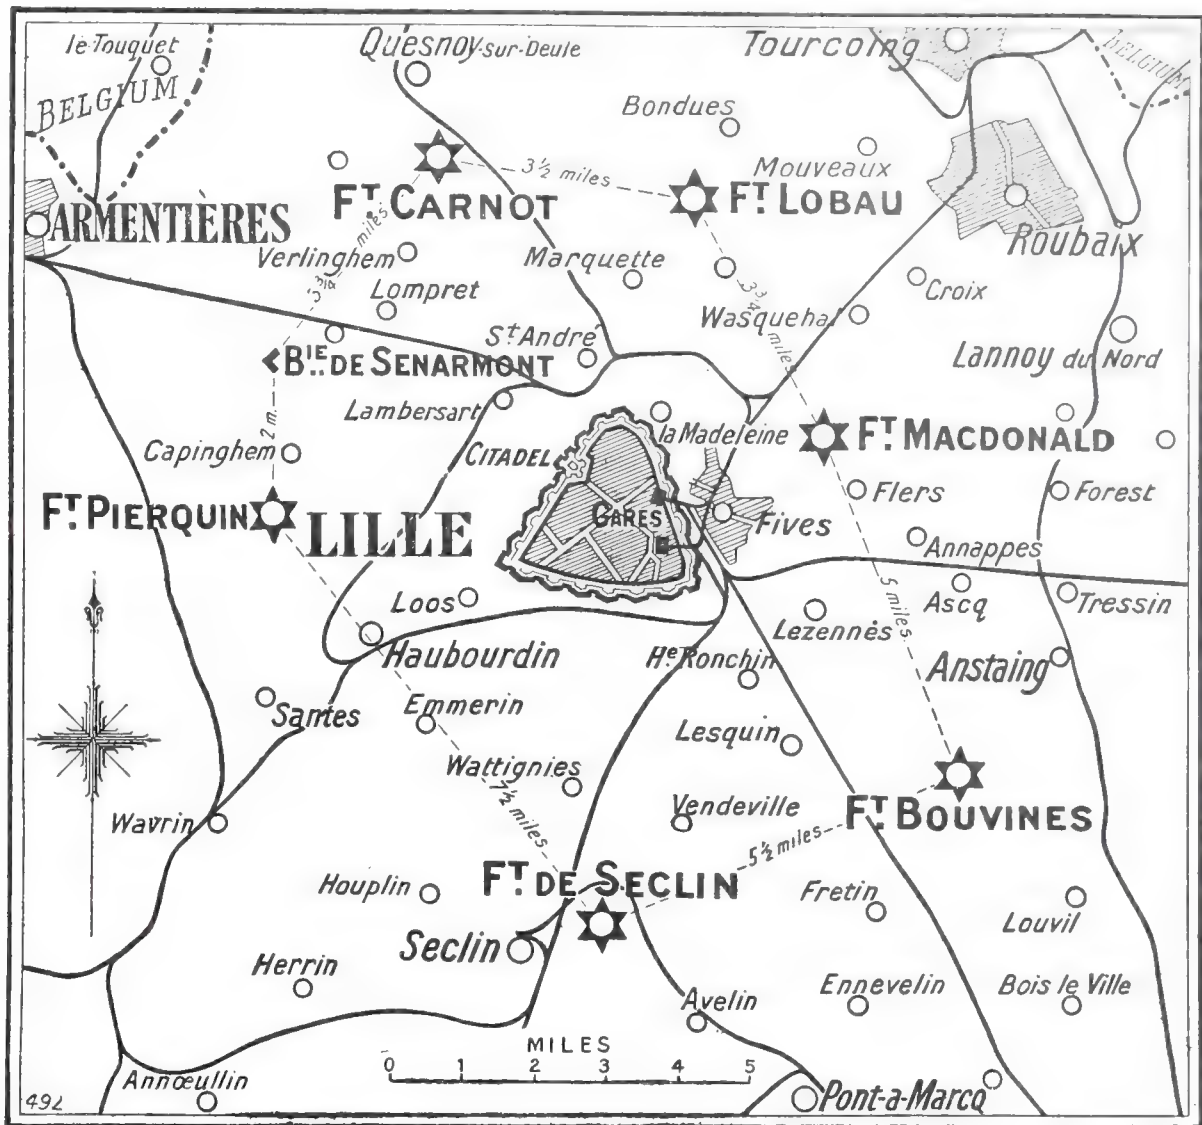 le Touquet
Quesnoy-sur-Deule
Tourcoing
BELGIUM
BELGIUM
Bondues
Mouveaux
3½ miles
FT CARNOT
FT LOBAU
ARMENTIÈRES
Roubaix
Verlinghem
3¾ miles
Marquette
3¾ miles
Croix
Lompret
Wasquehal
St André
Lannoy du Nord
BIE DE SENARMONT
Lambersart
la Madeleine
FT MACDONALD
2 m.
Capinghem
CITADEL
Flers
Forest
FT PIERQUIN
LILLE
GARES
Fives
Annappes
5 miles
Ascq
Tressin
Loos
Lezennès
Haubourdin
He Ronchin
Anstaing
Santes
Emmerin
Lesquin
Wattignies
7½ miles
Vendeville
FT BOUVINES
Wavrin
5½ miles
FT DE SECLIN
Houplin
Fretin
Louvil
Seclin
Herrin
Avelin
Ennevelin
Bois le Ville
MILES
0 1 2 3 4 5
Annœullin
Pont-a-Marcq
492